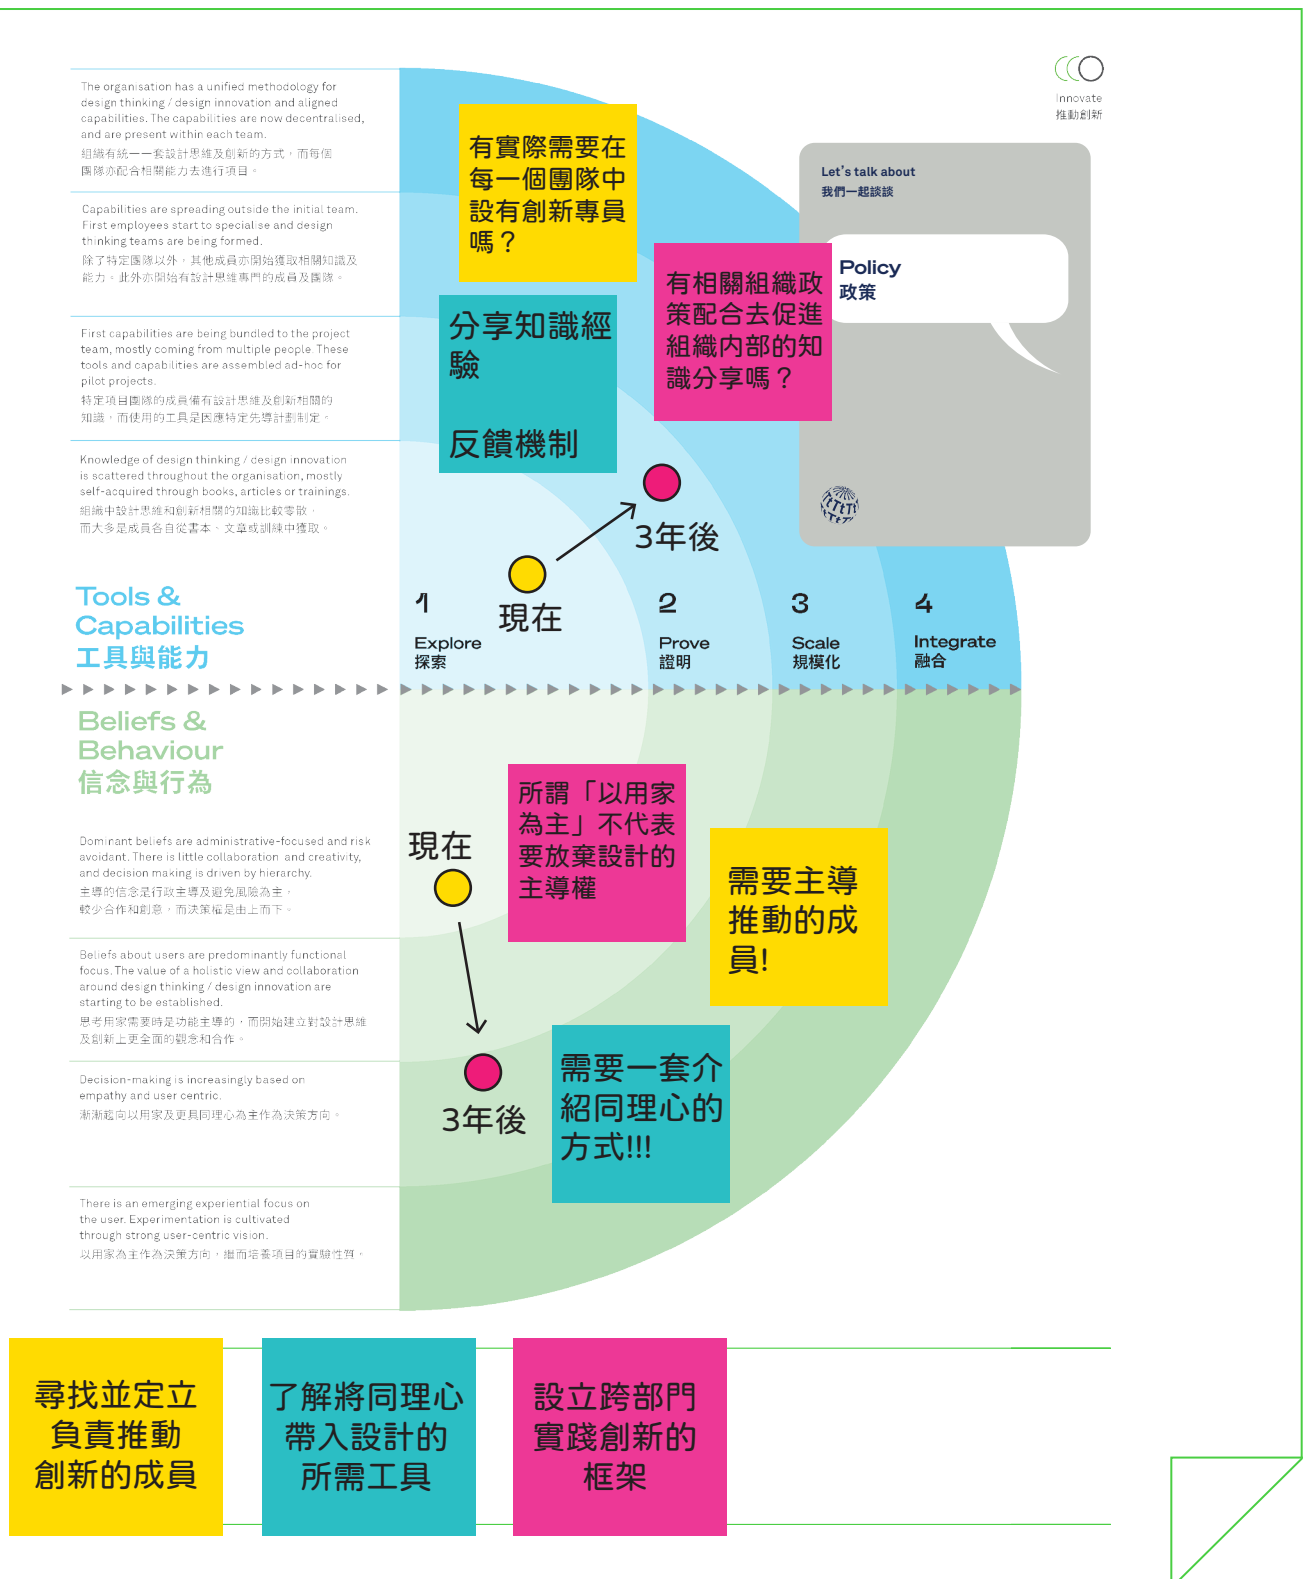 The organisation has a unified methodology for
design thinking / design innovation and aligned
capabilities. The capabilities are now decentralised,
and are present within each team.
組織有統一一套設計思維及創新的方式，而每個
團隊亦配合相關能力去進行項目。
Capabilities are spreading outside the initial team.
First employees start to specialise and design
thinking teams are being formed.
除了特定團隊以外，其他成員亦開始獲取相關知識及
能力。此外亦開始有設計思維專門的成員及團隊。
First capabilities are being bundled to the project
team, mostly coming from multiple people. These
tools and capabilities are assembled ad-hoc for
pilot projects.
特定項目團隊的成員備有設計思維及創新相關的
知識，而使用的工具是因應特定先導計劃制定。
Knowledge of design thinking / design innovation
is scattered throughout the organisation, mostly
self-acquired through books, articles or trainings.
組織中設計思維和創新相關的知識比較零散，
而大多是成員各自從書本、文章或訓練中獲取。
Tools &
Capabilities
工具與能力
有實際需要在
每一個團隊中
設有創新專員
嗎？
分享知識經
驗
反饋機制
有相關組織政
策配合去促進
組織內部的知
識分享嗎？
Innovate
推動創新
Let's talk about
我們一起談談
Policy
政策
3年後
現在
1
Explore
探索
2
Prove
證明
3
Scale
規模化
4
Integrate
融合
Beliefs &
Behaviour
信念與行為
Dominant beliefs are administrative-focused and risk
avoidant. There is little collaboration and creativity,
and decision making is driven by hierarchy.
主導的信念是行政主導及避免風險為主。
較少合作和創意，而決策權是由上而下。
Beliefs about users are predominantly functional
focus. The value of a holistic view and collaboration
around design thinking / design innovation are
starting to be established.
思考用家需要時是功能主導的，而開始建立對設計思維
及創新上更全面的觀念和合作。
Decision-making is increasingly based on
empathy and user centric.
漸漸趨向以用家及更具同理心為主作為決策方向。
There is an emerging experiential focus on
the user. Experimentation is cultivated
through strong user-centric vision.
以用家為主作為決策方向，繼而培養項目的實驗性質，
現在
所謂「以用家
為主」不代表
要放棄設計的
主導權
需要主導
推動的成
員!
3年後
需要一套介
紹同理心的
方式!!!
尋找並定立
負責推動
創新的成員
了解將同理心
帶入設計的
所需工具
設立跨部門
實踐創新的
框架